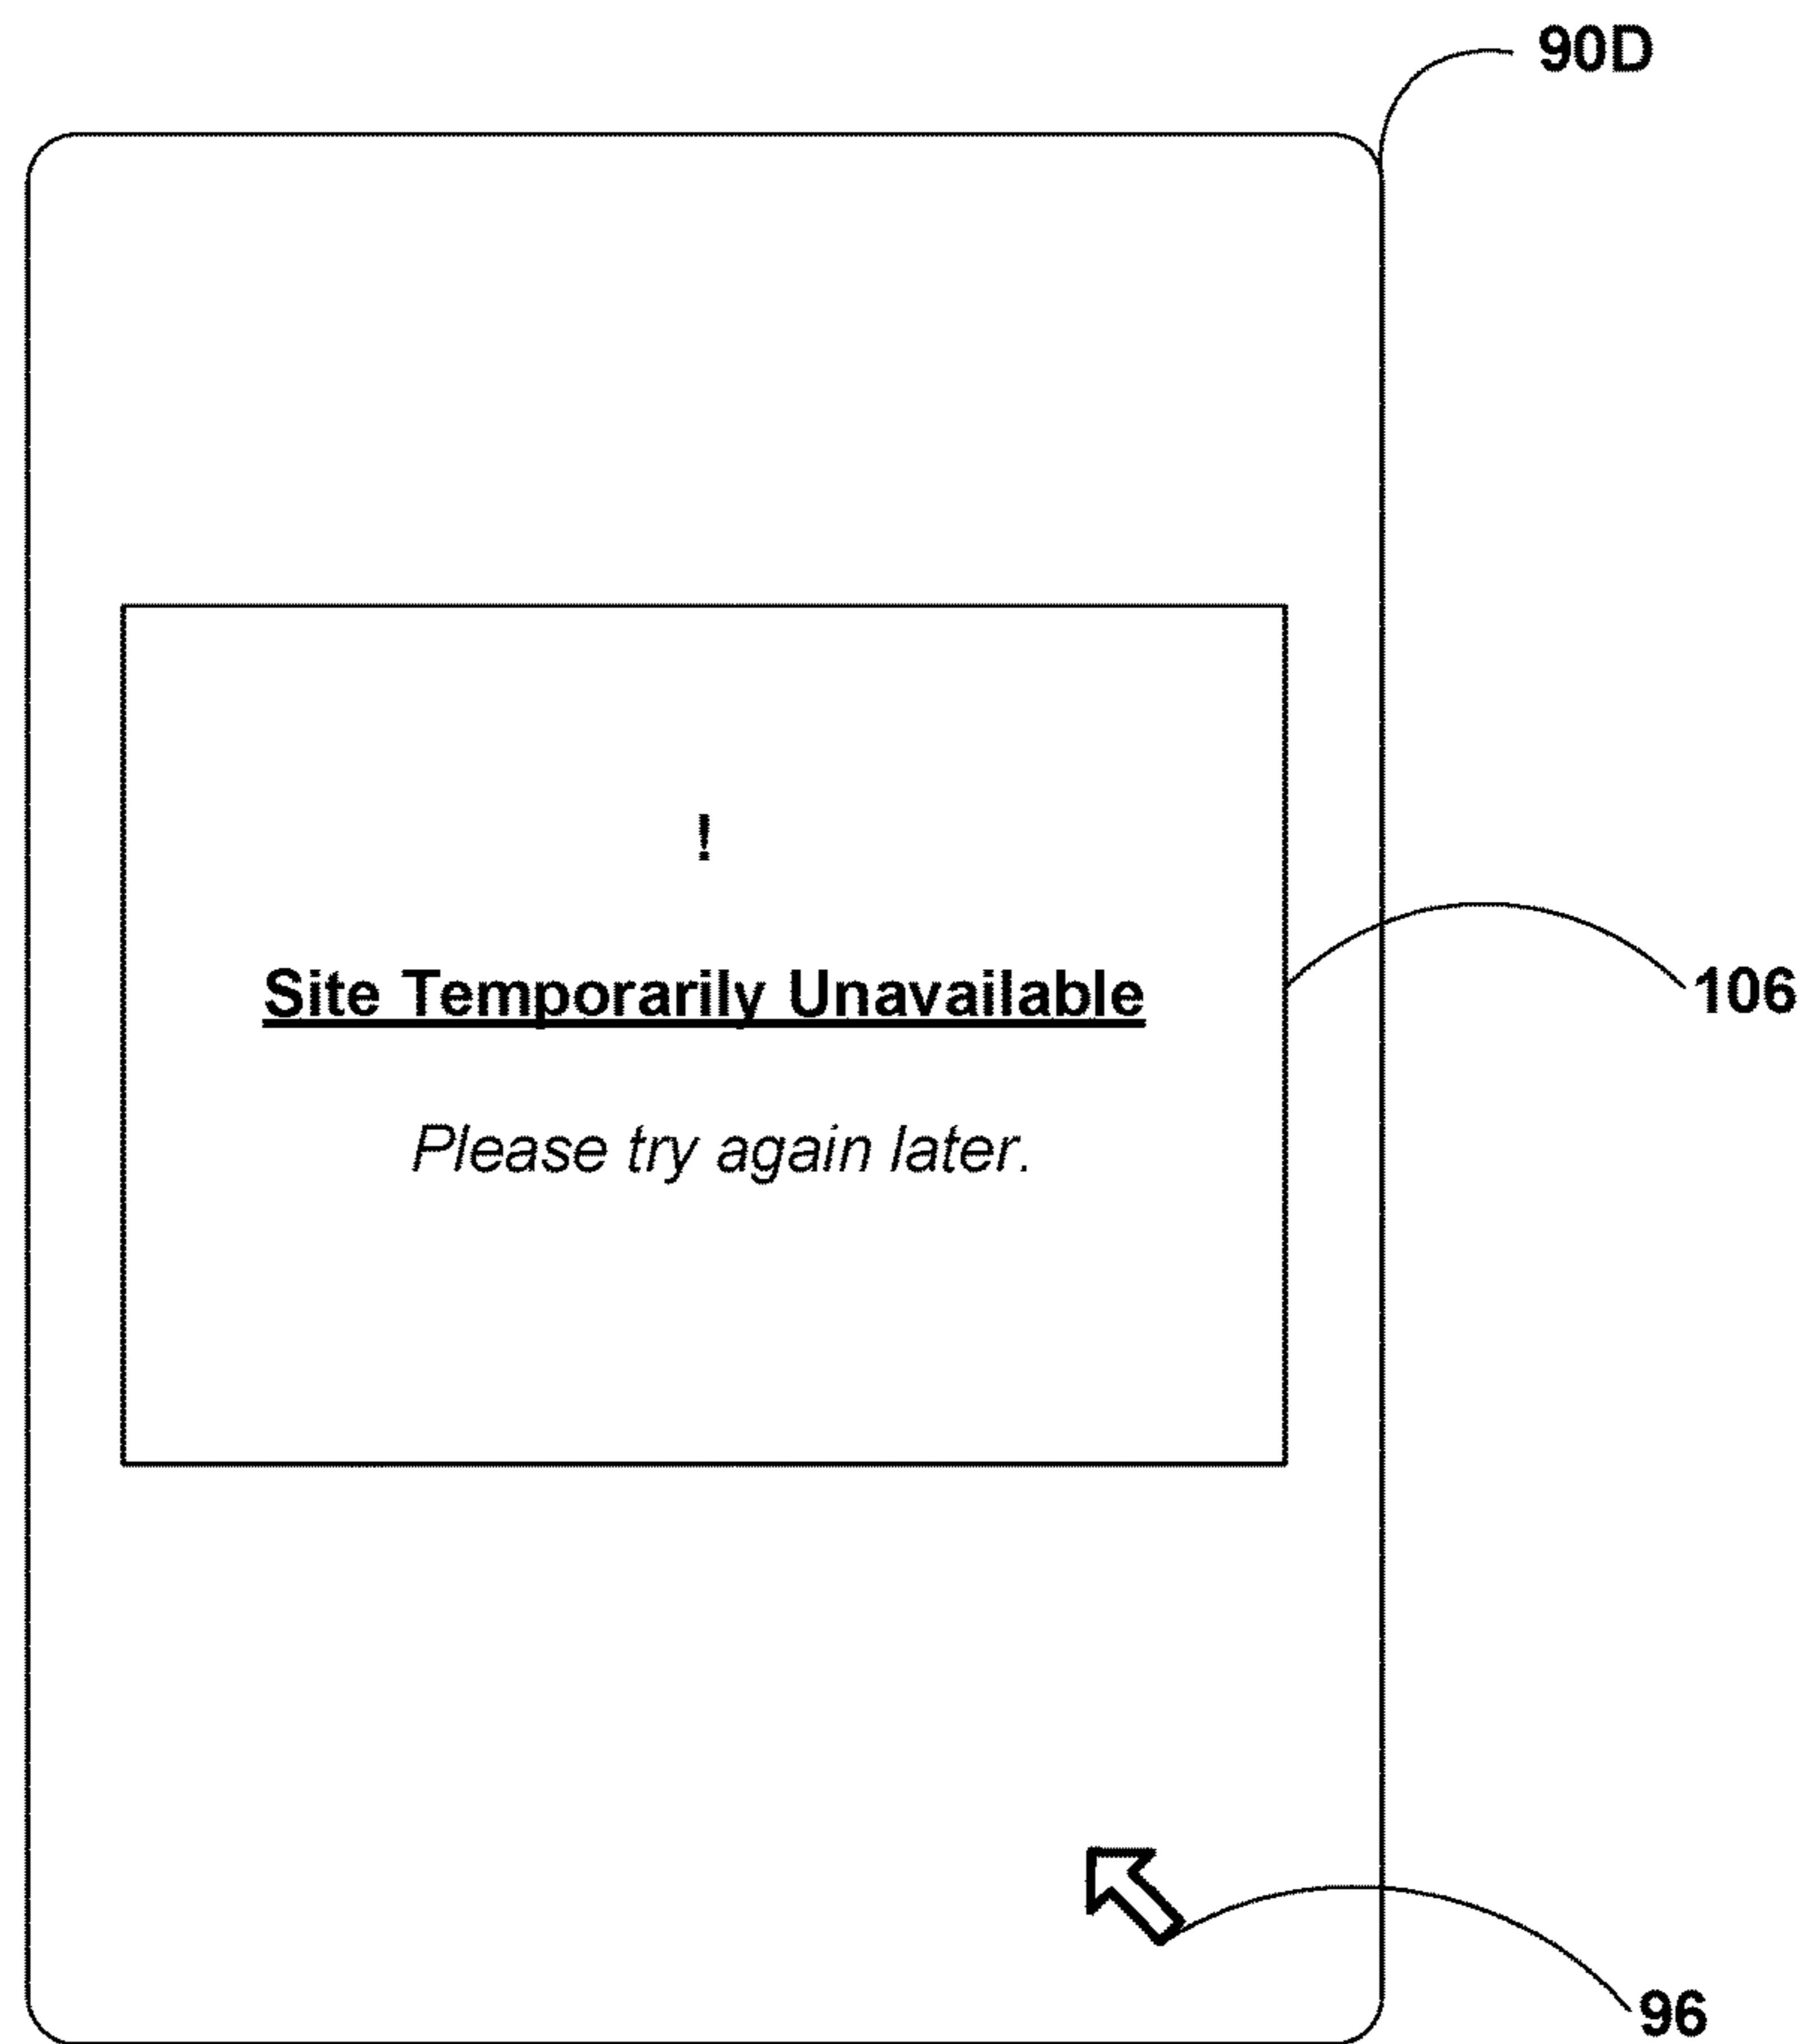 90D
!
Site Temporarily Unavailable
106
Please try again later.
96